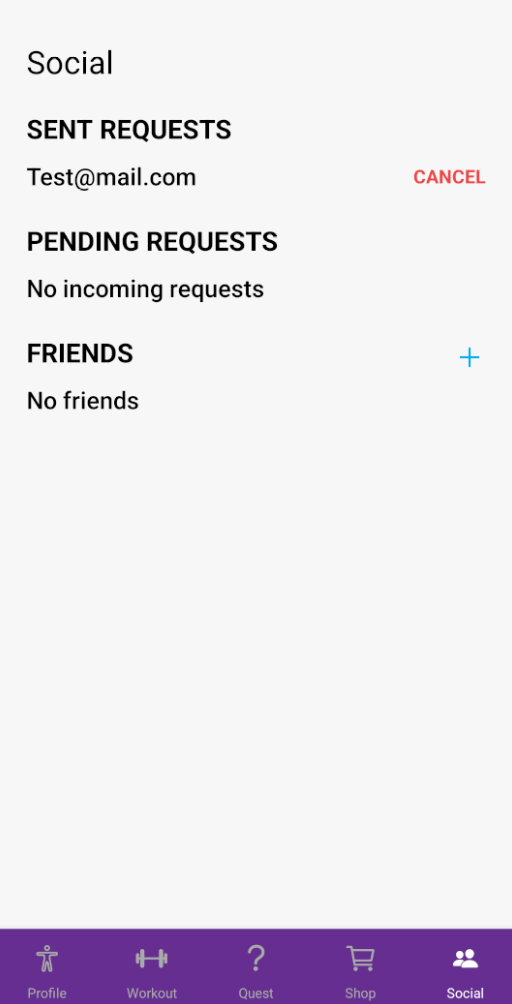 Social
SENT REQUESTS
Test@mail.com CANCEL
PENDING REQUESTS
No incoming requests
FRIENDS +
No friends
Profile Workout Quest Shop Social